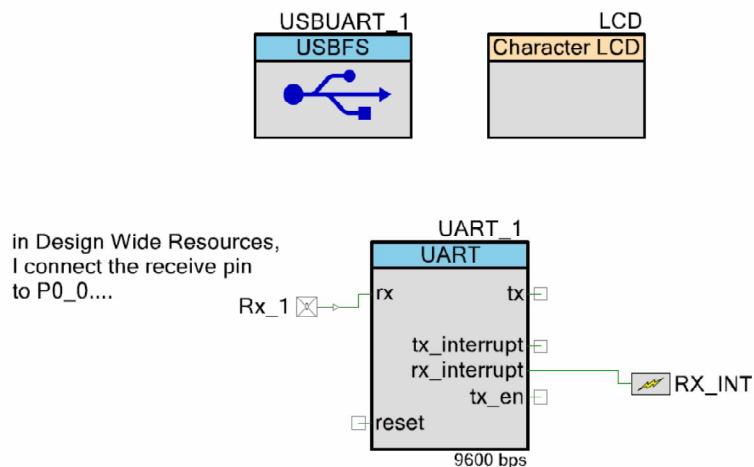 USBUART_1
USBFS
LCD
Character LCD
in Design Wide Resources,
I connect the receive pin
to P0_0....
Rx_1
UART_1
UART
rx
tx
tx_interrupt
rx_interrupt
tx_en
reset
9600 bps
RX_INT